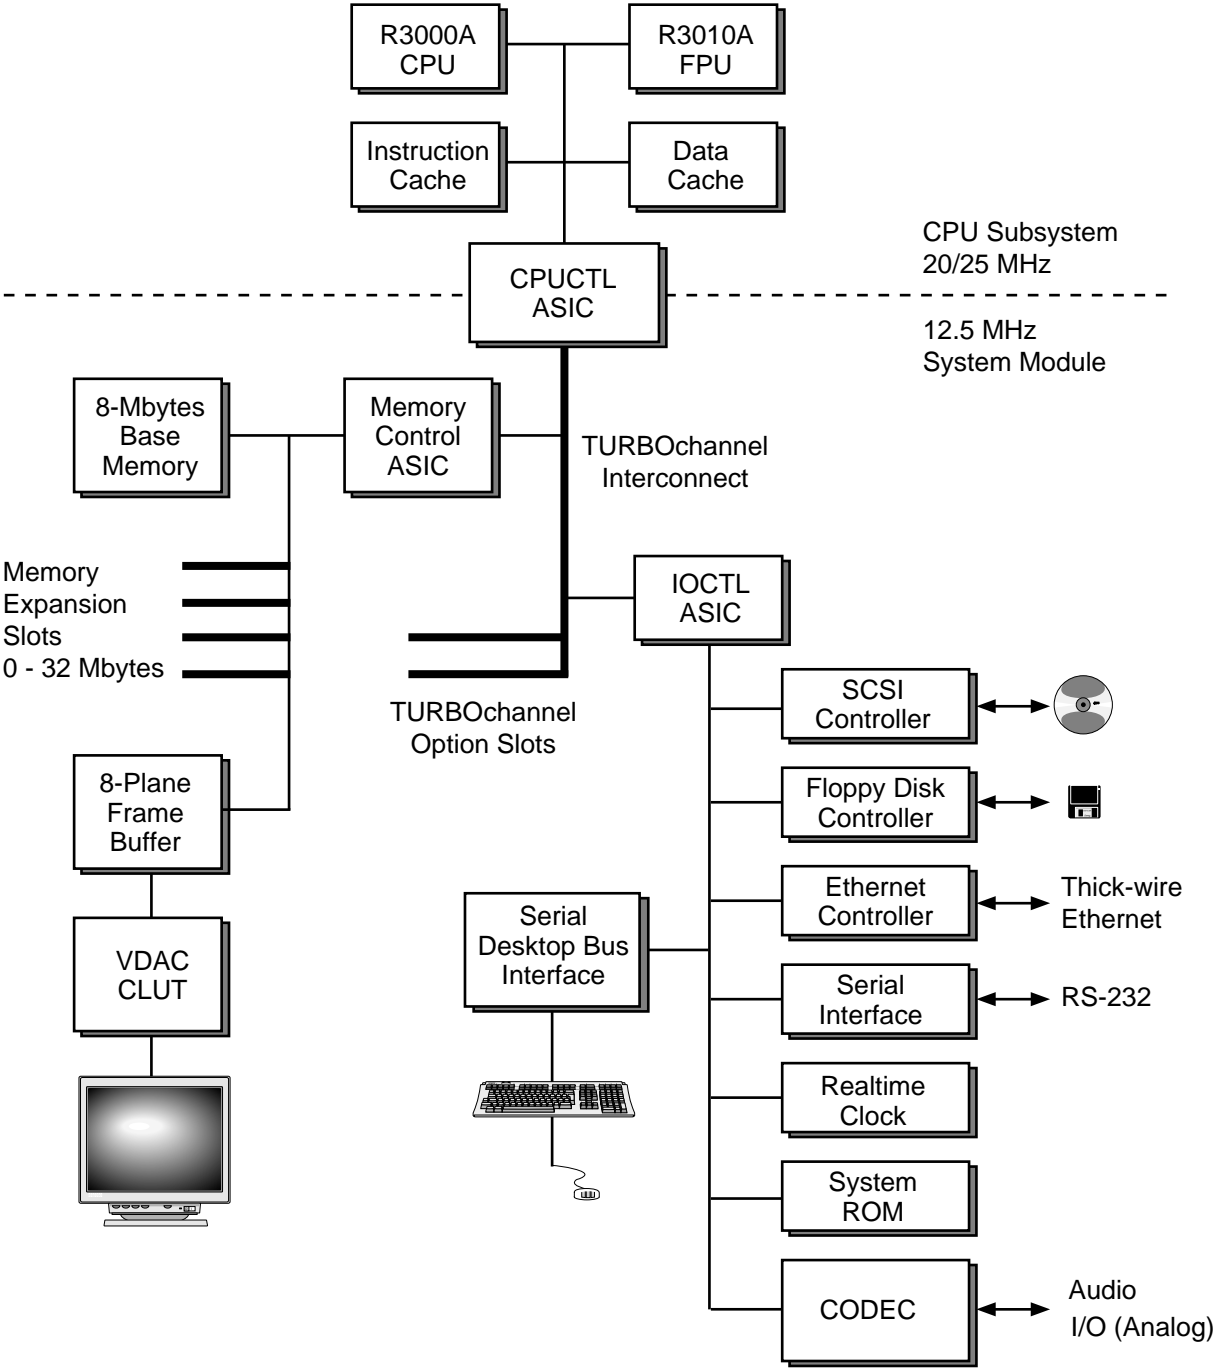 R3000A
CPU
R3010A
FPU
Instruction
Cache
Data
Cache
CPU Subsystem
20/25 MHz
CPUCTL
ASIC
12.5 MHz
System Module
8-Mbytes
Base
Memory
Memory
Control
ASIC
TURBOchannel
Interconnect
Memory
Expansion
Slots
0 - 32 Mbytes
IOCTL
ASIC
TURBOchannel
Option Slots
SCSI
Controller
8-Plane
Frame
Buffer
Floppy Disk
Controller
Ethernet
Controller
Thick-wire
Ethernet
Serial
Desktop Bus
Interface
VDAC
CLUT
Serial
Interface
RS-232
Realtime
Clock
System
ROM
CODEC
Audio
I/O (Analog)